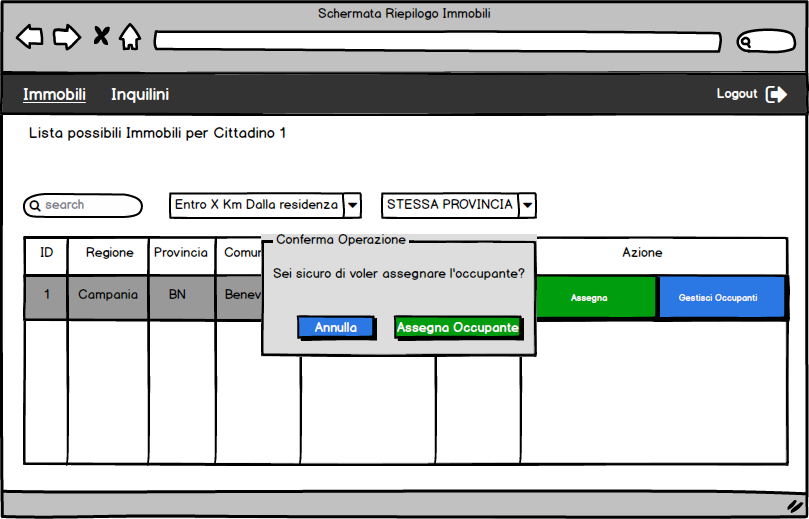 Schermata Riepilogo Immobili
Immobili Inquilini Logout
Lista possibili Immobili per Cittadino 1
search Entro X Km Dalla residenza STESSA PROVINCIA
ID Regione Provincia Comun Azione
Conferma Operazione
Sei sicuro di voler assegnare l'occupante?
1 Campania BN Benev Assegna Gestisci Occupanti
Annulla Assegna Occupante